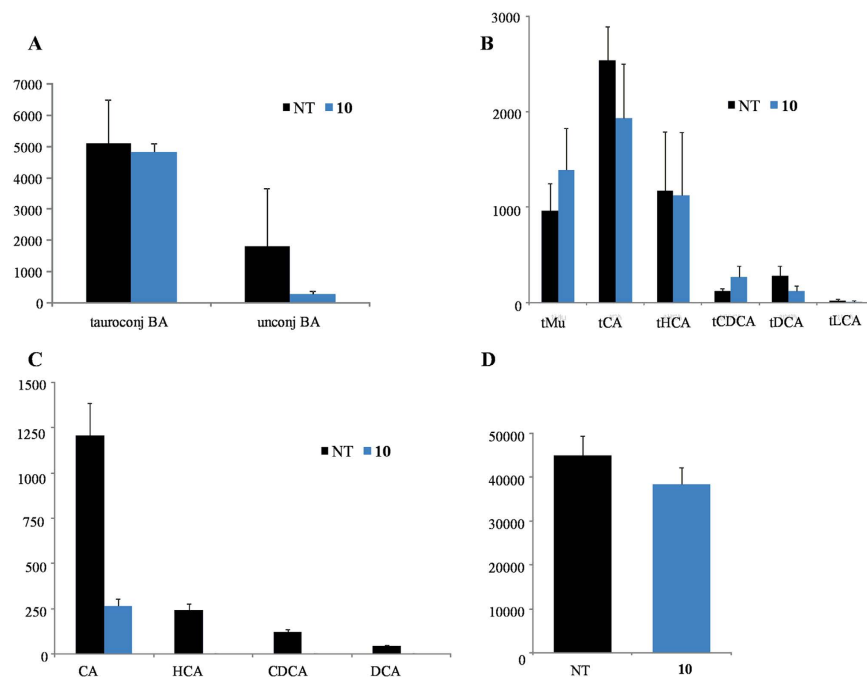 A
7000
6000
5000
4000
3000
2000
1000
0
NT 10
tauroconj BA unconj BA
B
3000
2000
1000
0
NT 10
tMu tCA tHCA tCDCA tDCA tLCA
C
1500
1250
1000
750
500
250
0
NT 10
CA HCA CDCA DCA
D
50000
40000
30000
20000
10000
0
NT 10